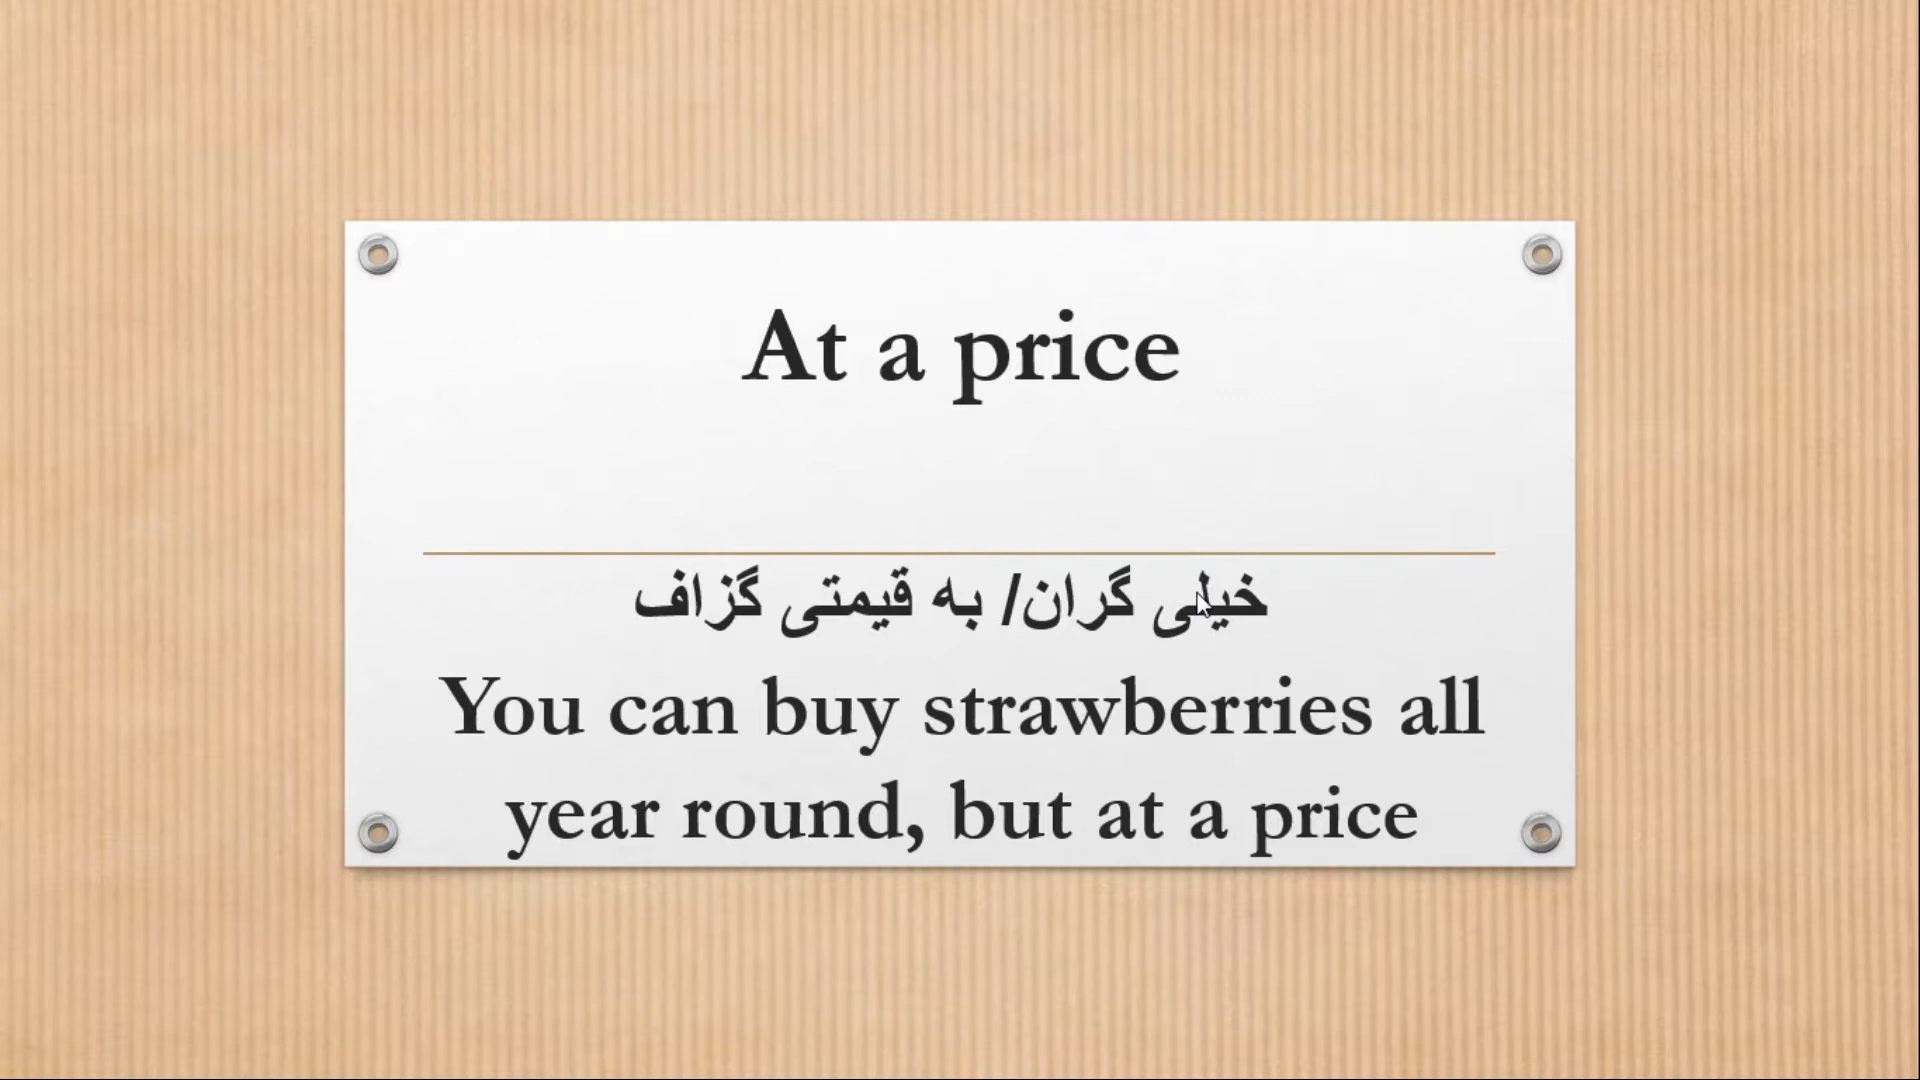 At a price
خیلی گران/ به قیمتی گزاف
You can buy strawberries all
year round, but at a price